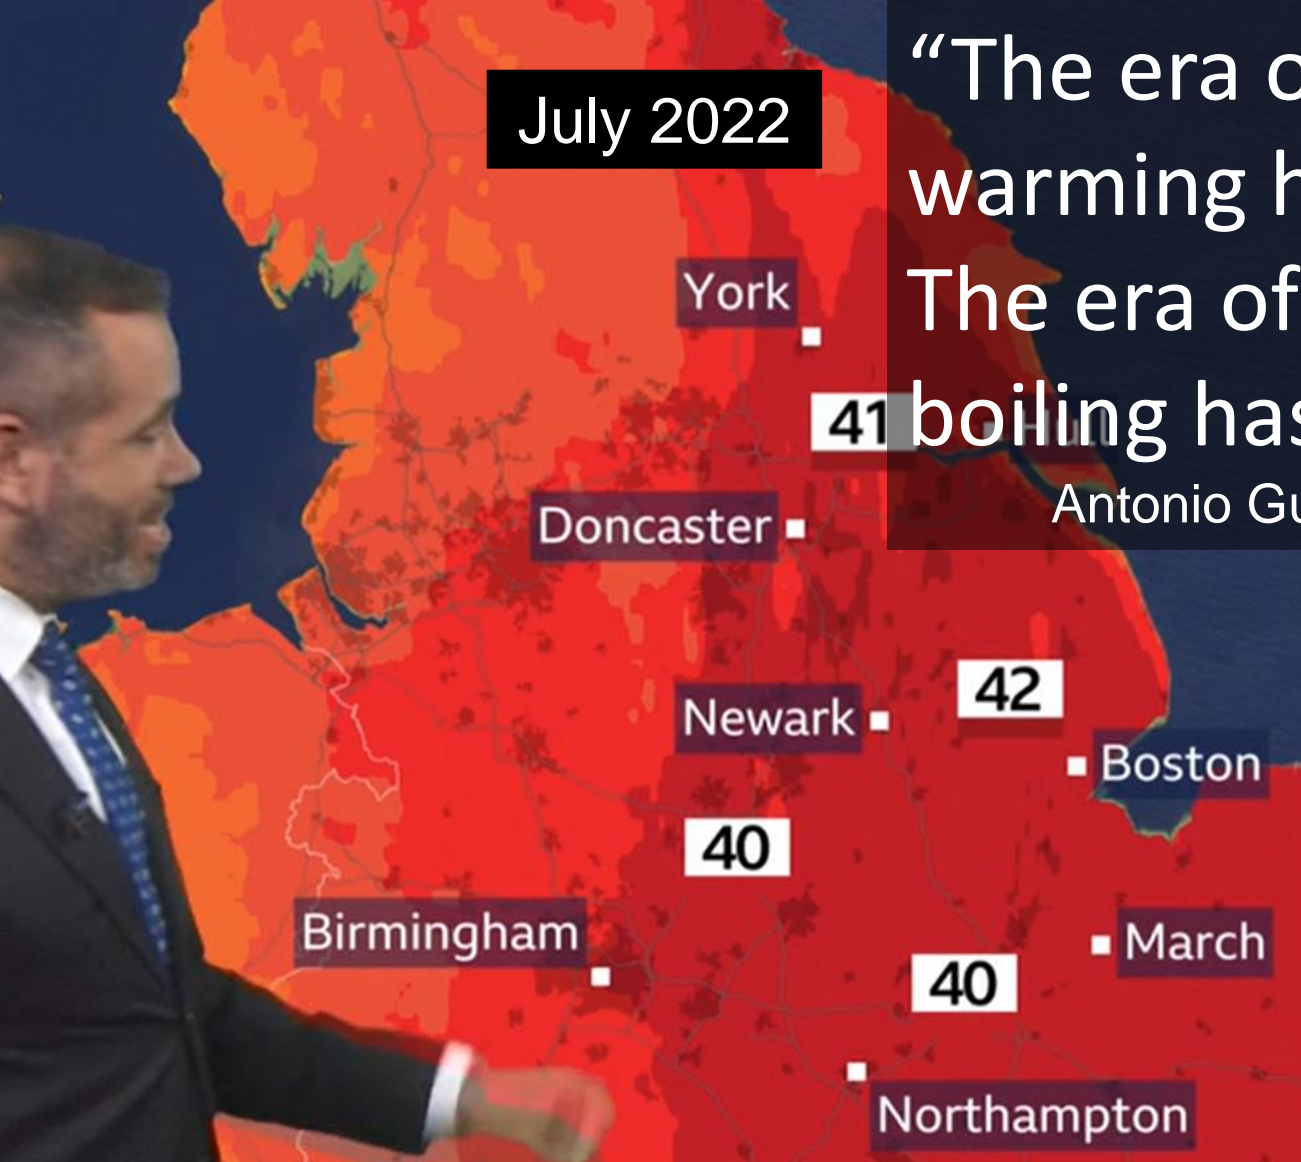 July 2022
“The era o
warming h
The era of
boiling has
Antonio Gu
York
41
Hull
Doncaster
Newark
42
Boston
40
Birmingham
March
40
Northampton